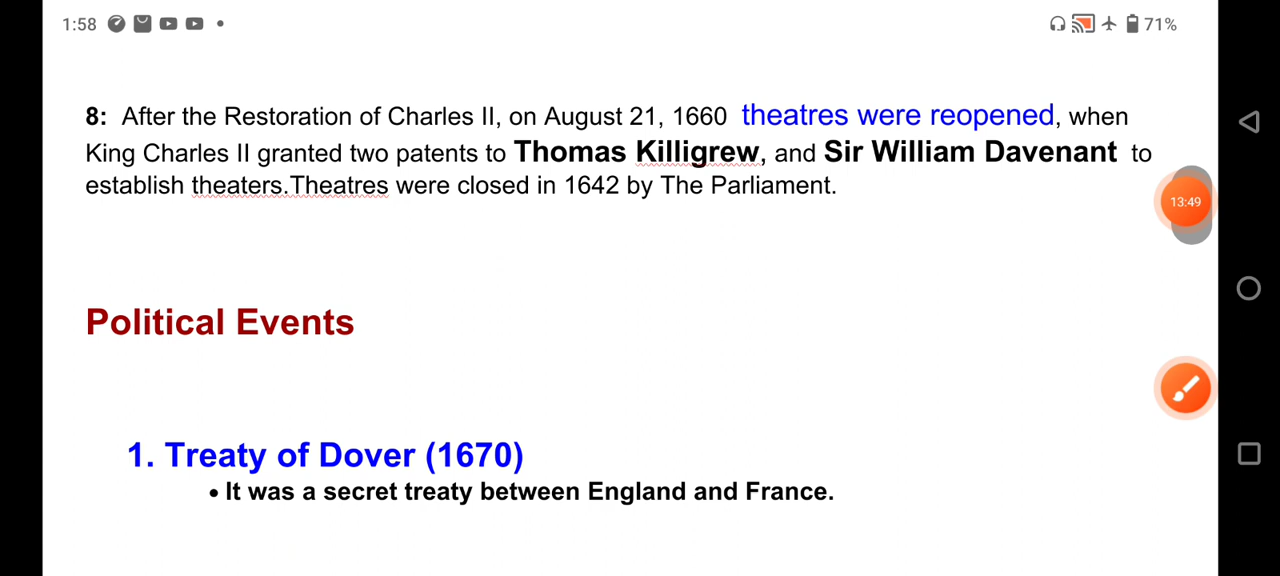 1:58
71%
8: After the Restoration of Charles II, on August 21, 1660 theatres were reopened, when
King Charles II granted two patents to Thomas Killigrew, and Sir William Davenant to
establish theaters.Theatres were closed in 1642 by The Parliament.
13:49
Political Events
1. Treaty of Dover (1670)
• It was a secret treaty between England and France.